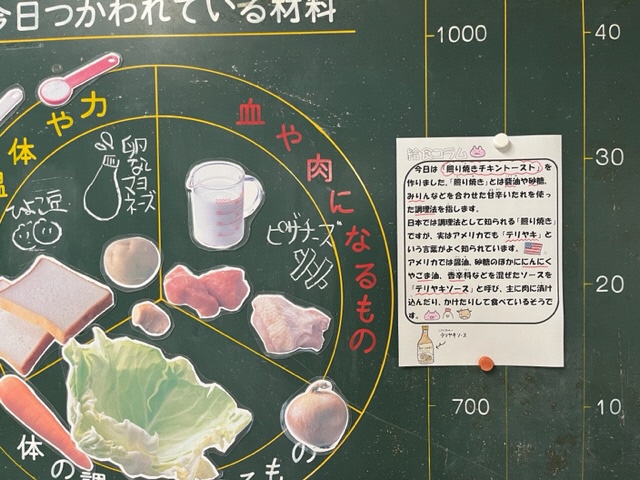 今日つかわれている材料
体や力
血や肉になるもの
卵なしマヨネーズ
ひよこ豆
ピザチーズ
体の調
るもの
1000
700
40
30
20
10
給食コラム
今日は「照り焼きチキントースト」を
作りました。「照り焼き」とは醤油や砂糖、
みりんなどを合わせた甘辛いたれを使っ
た調理法を指します。
日本では調理法として知られる「照り焼き」
ですが、実はアメリカでも「テリヤキ」と
いう言葉がよく知られています。
アメリカでは醤油、砂糖のほかににんにく
やごま油、香辛料などを混ぜたソースを
「テリヤキソース」と呼び、主に肉に漬け
込んだり、かけたりして食べているそうで
す。
テリヤキソース